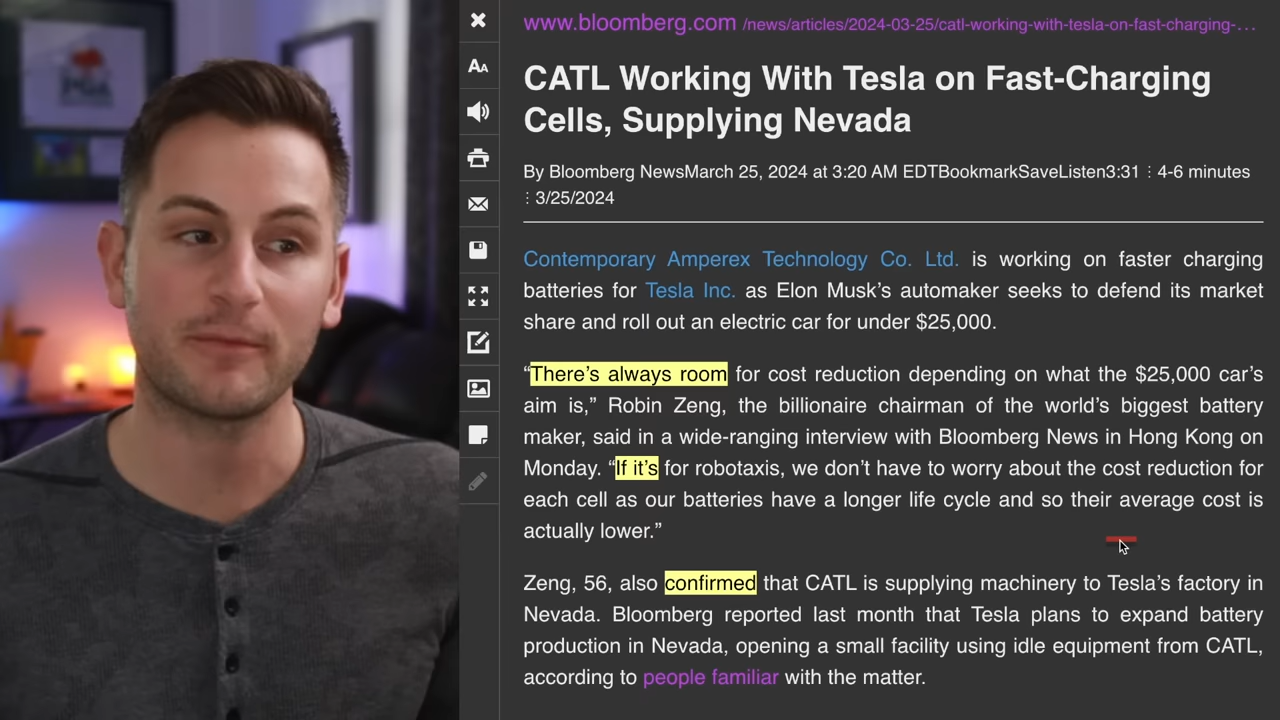 www.bloomberg.com /news/articles/2024-03-25/catl-working-with-tesla-on-fast-charging-…
AA
CATL Working With Tesla on Fast-Charging
Cells, Supplying Nevada
By Bloomberg NewsMarch 25, 2024 at 3:20 AM EDTBookmarkSaveListen3:31 ⋮ 4-6 minutes
⋮ 3/25/2024
Contemporary Amperex Technology Co. Ltd. is working on faster charging
batteries for Tesla Inc. as Elon Musk’s automaker seeks to defend its market
share and roll out an electric car for under $25,000.
“There’s always room for cost reduction depending on what the $25,000 car’s
aim is,” Robin Zeng, the billionaire chairman of the world’s biggest battery
maker, said in a wide-ranging interview with Bloomberg News in Hong Kong on
Monday. “If it’s for robotaxis, we don’t have to worry about the cost reduction for
each cell as our batteries have a longer life cycle and so their average cost is
actually lower.”
Zeng, 56, also confirmed that CATL is supplying machinery to Tesla’s factory in
Nevada. Bloomberg reported last month that Tesla plans to expand battery
production in Nevada, opening a small facility using idle equipment from CATL,
according to people familiar with the matter.